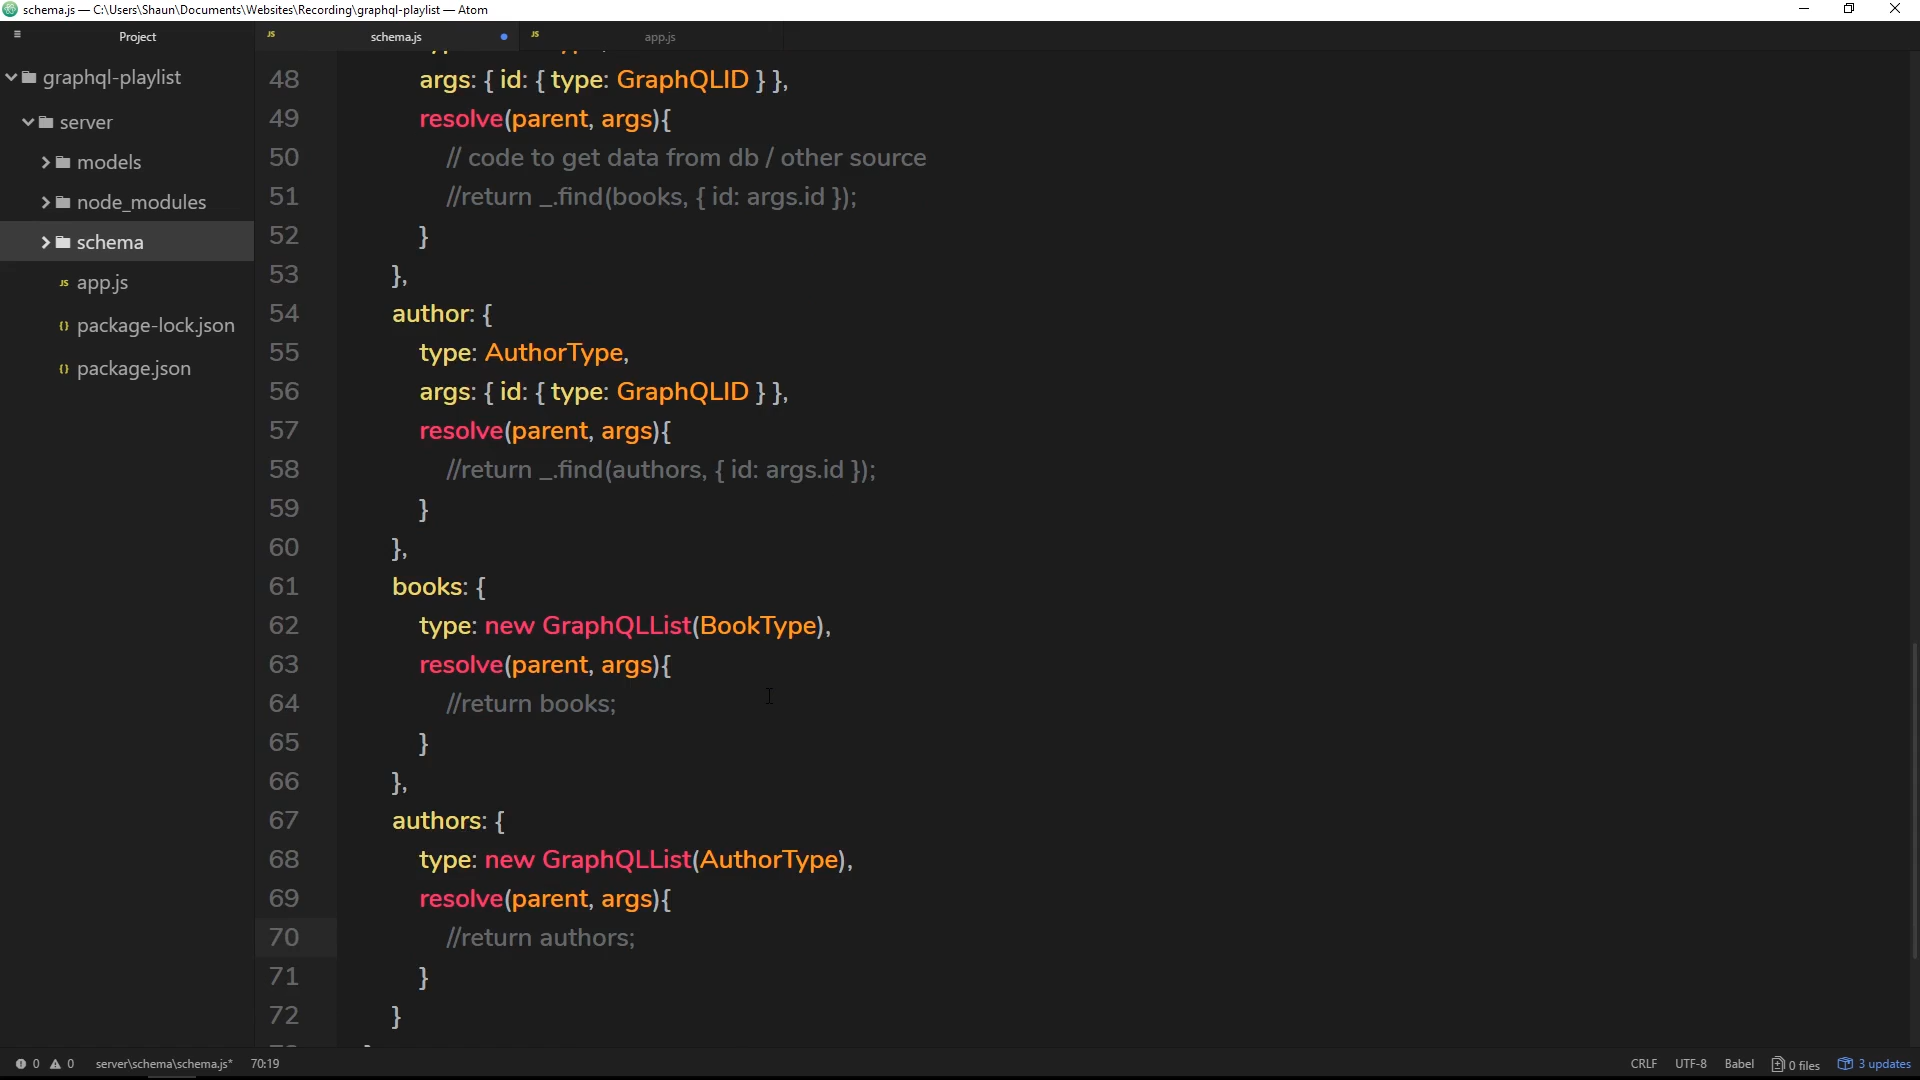 schema.js — C:\Users\Shaun\Documents\Websites\Recording\graphql-playlist — Atom
Project
schema.js
app.js
graphql-playlist
server
models
node_modules
schema
app.js
package-lock.json
package.json
48 args: { id: { type: GraphQLID } },
49 resolve(parent, args){
50 // code to get data from db / other source
51 //return _.find(books, { id: args.id });
52 }
53 },
54 author: {
55 type: AuthorType,
56 args: { id: { type: GraphQLID } },
57 resolve(parent, args){
58 //return _.find(authors, { id: args.id });
59 }
60 },
61 books: {
62 type: new GraphQLList(BookType),
63 resolve(parent, args){
64 //return books;
65 }
66 },
67 authors: {
68 type: new GraphQLList(AuthorType),
69 resolve(parent, args){
70 //return authors;
71 }
72 }
0 0 server\schema\schema.js* 70:19 CRLF UTF-8 Babel 0 files 3 updates